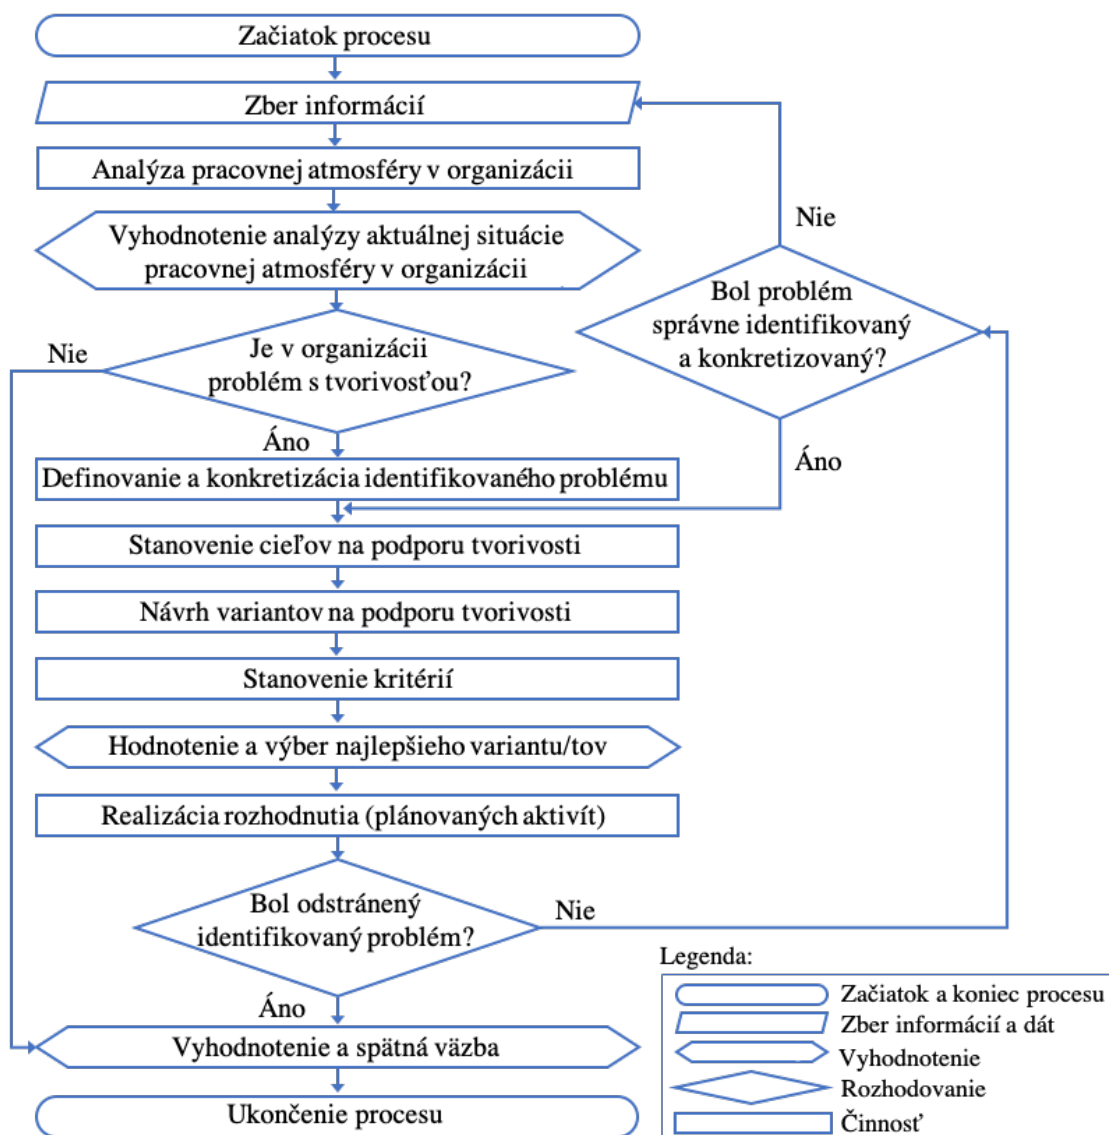 Začiatok procesu
Zber informácií
Analýza pracovnej atmosféry v organizácii
Vyhodnotenie analýzy aktuálnej situácie
pracovnej atmosféry v organizácii
Nie
Bol problém
správne identifikovaný
a konkretizovaný?
Nie
Je v organizácii
problém s tvorivosťou?
Áno
Áno
Definovanie a konkretizácia identifikovaného problému
Stanovenie cieľov na podporu tvorivosti
Návrh variantov na podporu tvorivosti
Stanovenie kritérií
Hodnotenie a výber najlepšieho variantu/tov
Realizácia rozhodnutia (plánovaných aktivít)
Bol odstránený
identifikovaný problém?
Nie
Áno
Vyhodnotenie a spätná väzba
Ukončenie procesu
Legenda:
Začiatok a koniec procesu
Zber informácií a dát
Vyhodnotenie
Rozhodovanie
Činnosť